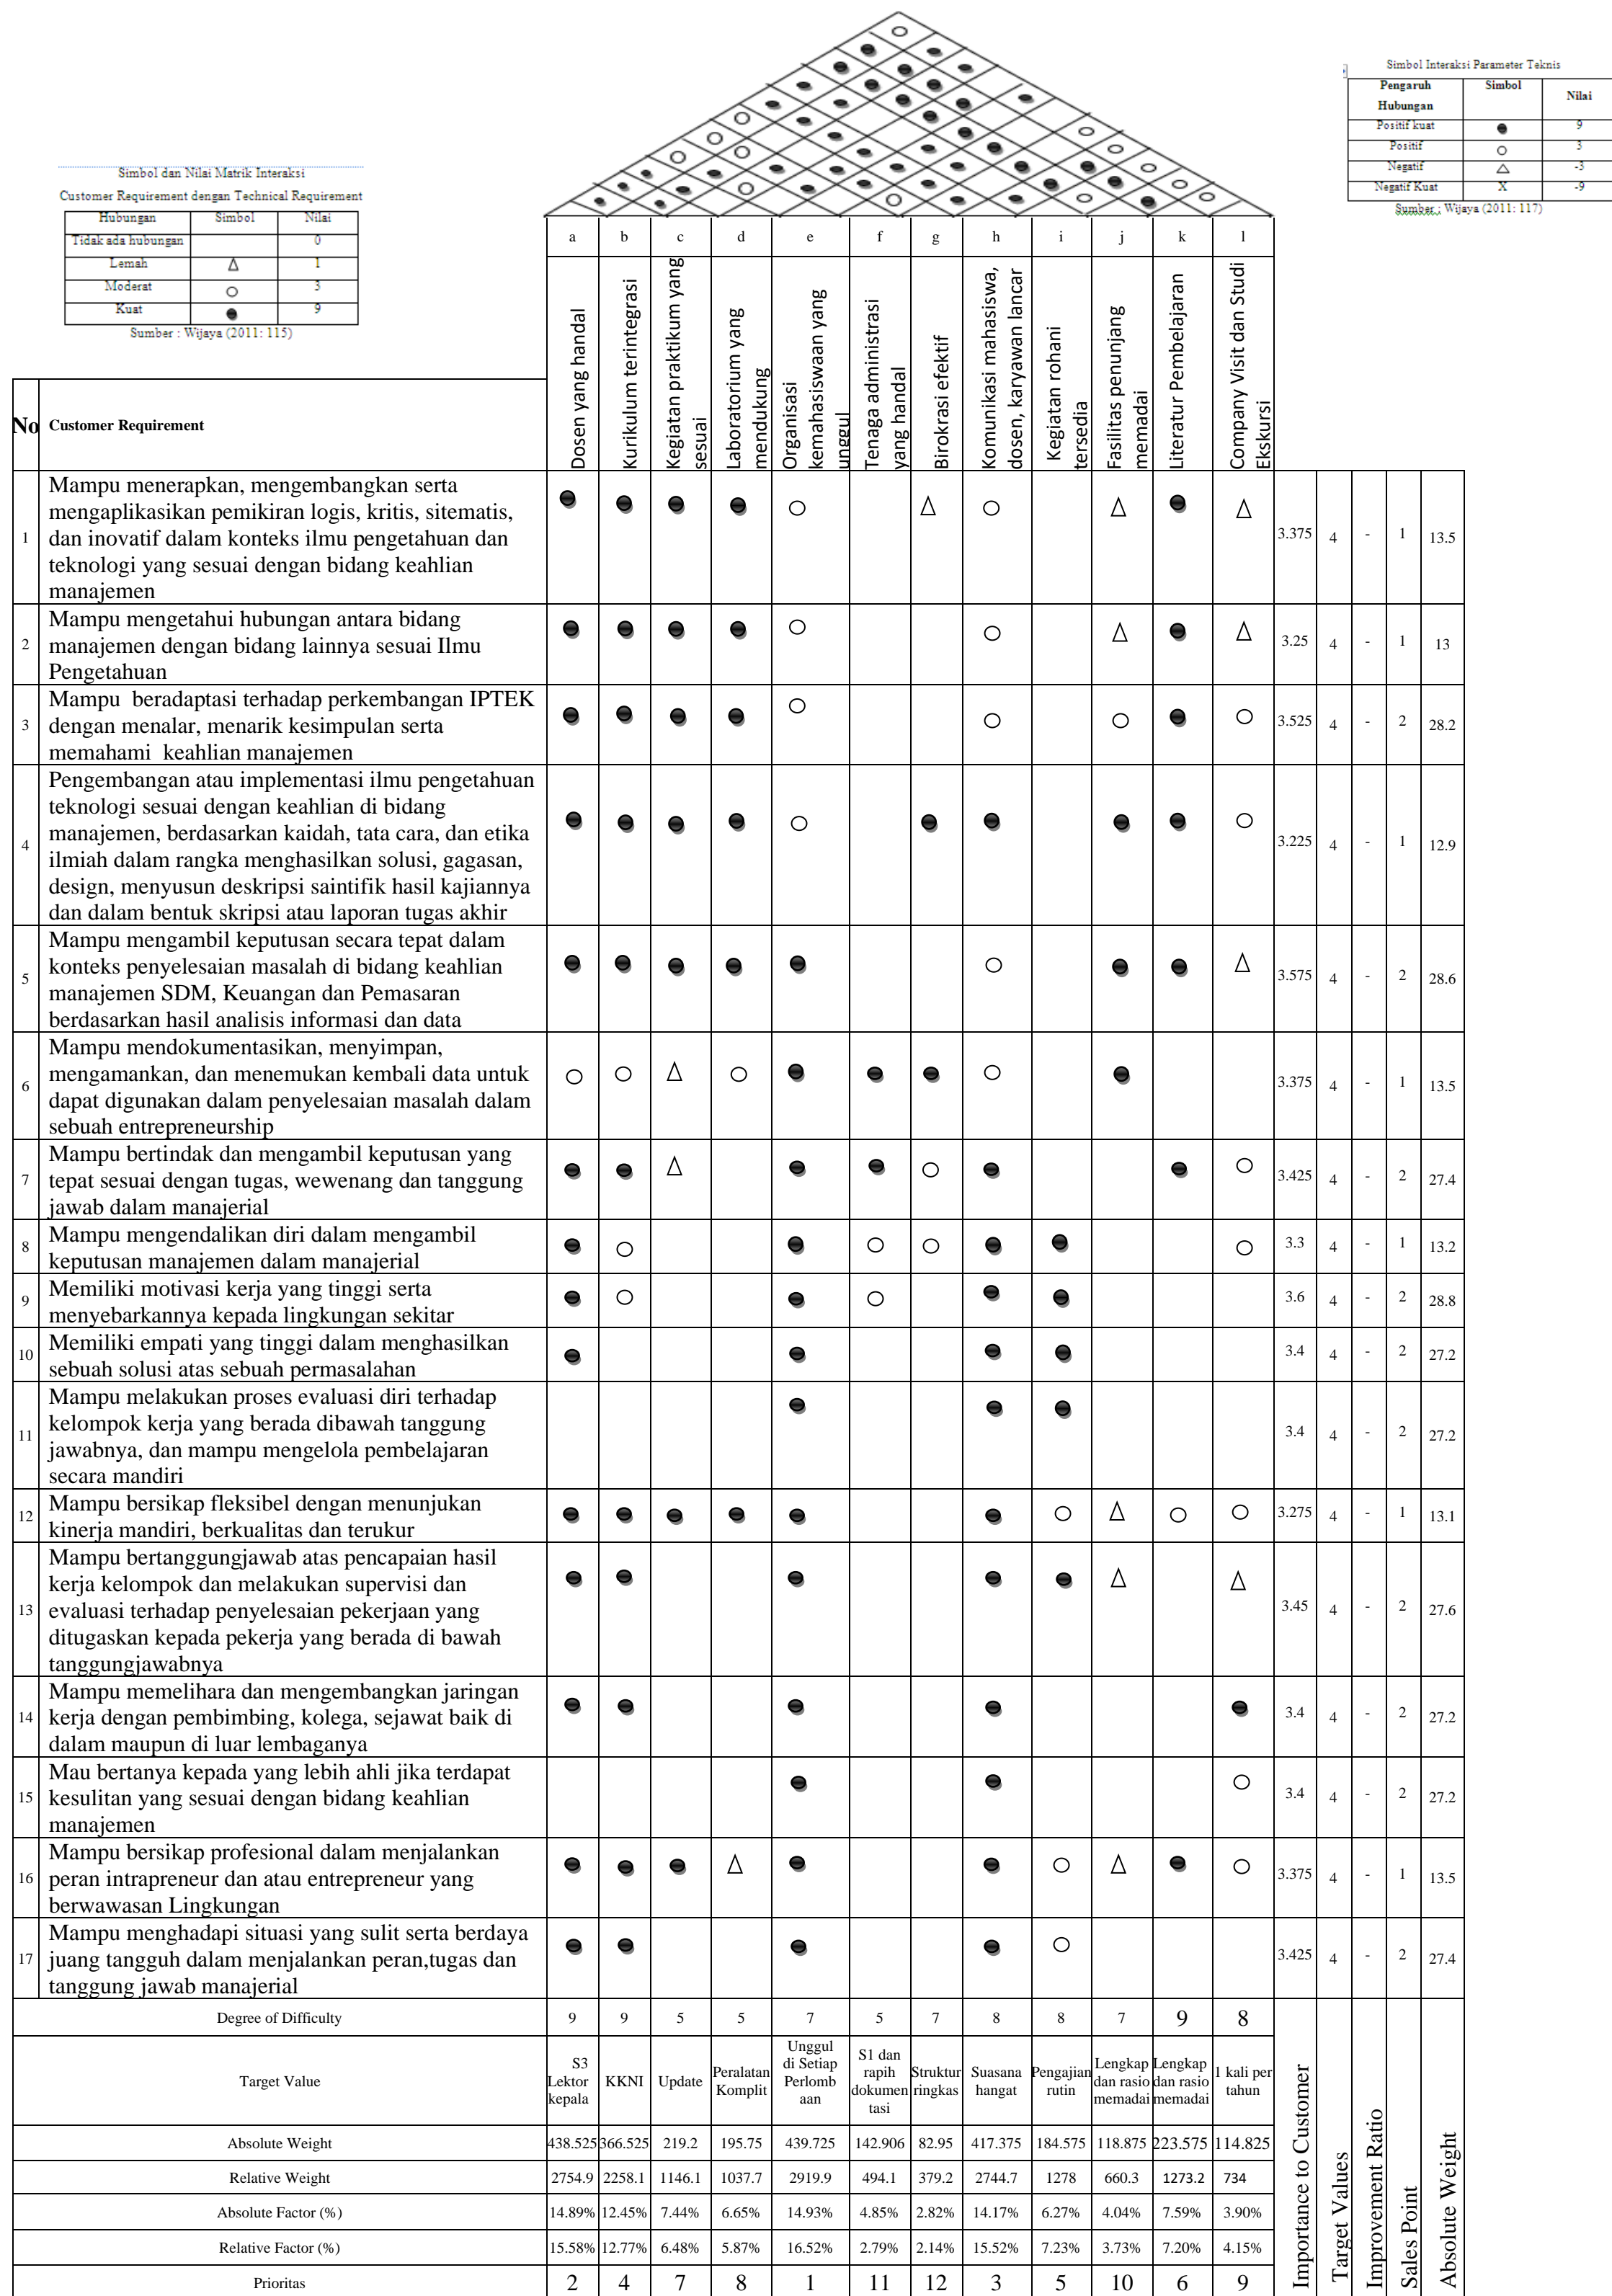 Simbol Interaksi Parameter Teknis
Pengaruh Hubungan Simbol Nilai
Positif kuat 9
Positif 3
Negatif -3
Negatif Kuat X -9
Sumber : Wijaya (2011: 117)
Simbol dan Nilai Matrik Interaksi
Customer Requirement dengan Technical Requirement
Hubungan Simbol Nilai
Tidak ada hubungan 0
Lemah 1
Moderat 3
Kuat 9
Sumber : Wijaya (2011: 115)
a b c d e f g h i j k l
Dosen yang handal
Kurikulum terintegrasi
Kegiatan praktikum yang
sesuai
Laboratorium yang
mendukung
Organisasi
kemahasiswaan yang
unggul
Tenaga administrasi
yang handal
Birokrasi efektif
Komunikasi mahasiswa,
dosen, karyawan lancar
Kegiatan rohani
tersedia
Fasilitas penunjang
memadai
Literatur Pembelajaran
Company Visit dan Studi
Ekskursi
No Customer Requirement
1 Mampu menerapkan, mengembangkan serta
mengaplikasikan pemikiran logis, kritis, sitematis,
dan inovatif dalam konteks ilmu pengetahuan dan
teknologi yang sesuai dengan bidang keahlian
manajemen
3.375 4 - 1 13.5
2 Mampu mengetahui hubungan antara bidang
manajemen dengan bidang lainnya sesuai Ilmu
Pengetahuan
3.25 4 - 1 13
3 Mampu beradaptasi terhadap perkembangan IPTEK
dengan menalar, menarik kesimpulan serta
memahami keahlian manajemen
3.525 4 - 2 28.2
4 Pengembangan atau implementasi ilmu pengetahuan
teknologi sesuai dengan keahlian di bidang
manajemen, berdasarkan kaidah, tata cara, dan etika
ilmiah dalam rangka menghasilkan solusi, gagasan,
design, menyusun deskripsi saintifik hasil kajiannya
dan dalam bentuk skripsi atau laporan tugas akhir
3.225 4 - 1 12.9
5 Mampu mengambil keputusan secara tepat dalam
konteks penyelesaian masalah di bidang keahlian
manajemen SDM, Keuangan dan Pemasaran
berdasarkan hasil analisis informasi dan data
3.575 4 - 2 28.6
6 Mampu mendokumentasikan, menyimpan,
mengamankan, dan menemukan kembali data untuk
dapat digunakan dalam penyelesaian masalah dalam
sebuah entrepreneurship
3.375 4 - 1 13.5
7 Mampu bertindak dan mengambil keputusan yang
tepat sesuai dengan tugas, wewenang dan tanggung
jawab dalam manajerial
3.425 4 - 2 27.4
8 Mampu mengendalikan diri dalam mengambil
keputusan manajemen dalam manajerial
3.3 4 - 1 13.2
9 Memiliki motivasi kerja yang tinggi serta
menyebarkannya kepada lingkungan sekitar
3.6 4 - 2 28.8
10 Memiliki empati yang tinggi dalam menghasilkan
sebuah solusi atas sebuah permasalahan
3.4 4 - 2 27.2
11 Mampu melakukan proses evaluasi diri terhadap
kelompok kerja yang berada dibawah tanggung
jawabnya, dan mampu mengelola pembelajaran
secara mandiri
3.4 4 - 2 27.2
12 Mampu bersikap fleksibel dengan menunjukan
kinerja mandiri, berkualitas dan terukur
3.275 4 - 1 13.1
13 Mampu bertanggungjawab atas pencapaian hasil
kerja kelompok dan melakukan supervisi dan
evaluasi terhadap penyelesaian pekerjaan yang
ditugaskan kepada pekerja yang berada di bawah
tanggungjawabnya
3.45 4 - 2 27.6
14 Mampu memelihara dan mengembangkan jaringan
kerja dengan pembimbing, kolega, sejawat baik di
dalam maupun di luar lembaganya
3.4 4 - 2 27.2
15 Mau bertanya kepada yang lebih ahli jika terdapat
kesulitan yang sesuai dengan bidang keahlian
manajemen
3.4 4 - 2 27.2
16 Mampu bersikap profesional dalam menjalankan
peran intrapreneur dan atau entrepreneur yang
berwawasan Lingkungan
3.375 4 - 1 13.5
17 Mampu menghadapi situasi yang sulit serta berdaya
juang tangguh dalam menjalankan peran,tugas dan
tanggung jawab manajerial
3.425 4 - 2 27.4
Degree of Difficulty 9 9 5 5 7 5 7 8 8 7 9 8
Target Value
S3 Lektor kepala
KKNI
Update
Peralatan Komplit
Unggul di Setiap Perlomb aan
S1 dan rapih dokumen tasi
Struktur ringkas
Suasana hangat
Pengajian rutin
Lengkap dan rasio memadai
Lengkap dan rasio memadai
1 kali per tahun
Absolute Weight 438.525 366.525 219.2 195.75 439.725 142.906 82.95 417.375 184.575 118.875 223.575 114.825
Relative Weight 2754.9 2258.1 1146.1 1037.7 2919.9 494.1 379.2 2744.7 1278 660.3 1273.2 734
Absolute Factor (%) 14.89% 12.45% 7.44% 6.65% 14.93% 4.85% 2.82% 14.17% 6.27% 4.04% 7.59% 3.90%
Relative Factor (%) 15.58% 12.77% 6.48% 5.87% 16.52% 2.79% 2.14% 15.52% 7.23% 3.73% 7.20% 4.15%
Prioritas 2 4 7 8 1 11 12 3 5 10 6 9
Importance to Customer
Target Values
Improvement Ratio
Sales Point
Absolute Weight